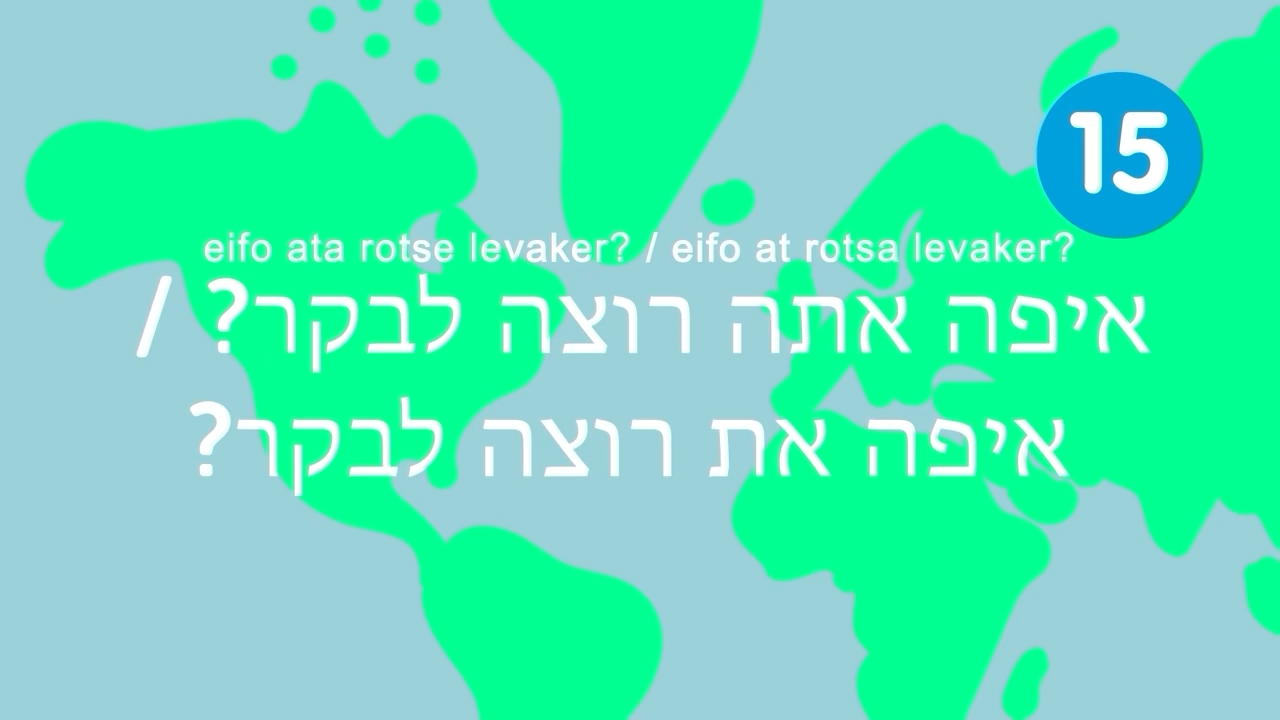 15
eifo ata rotse levaker? / eifo at rotsa levaker?
איפה אתה רוצה לבקר? /
איפה את רוצה לבקר?